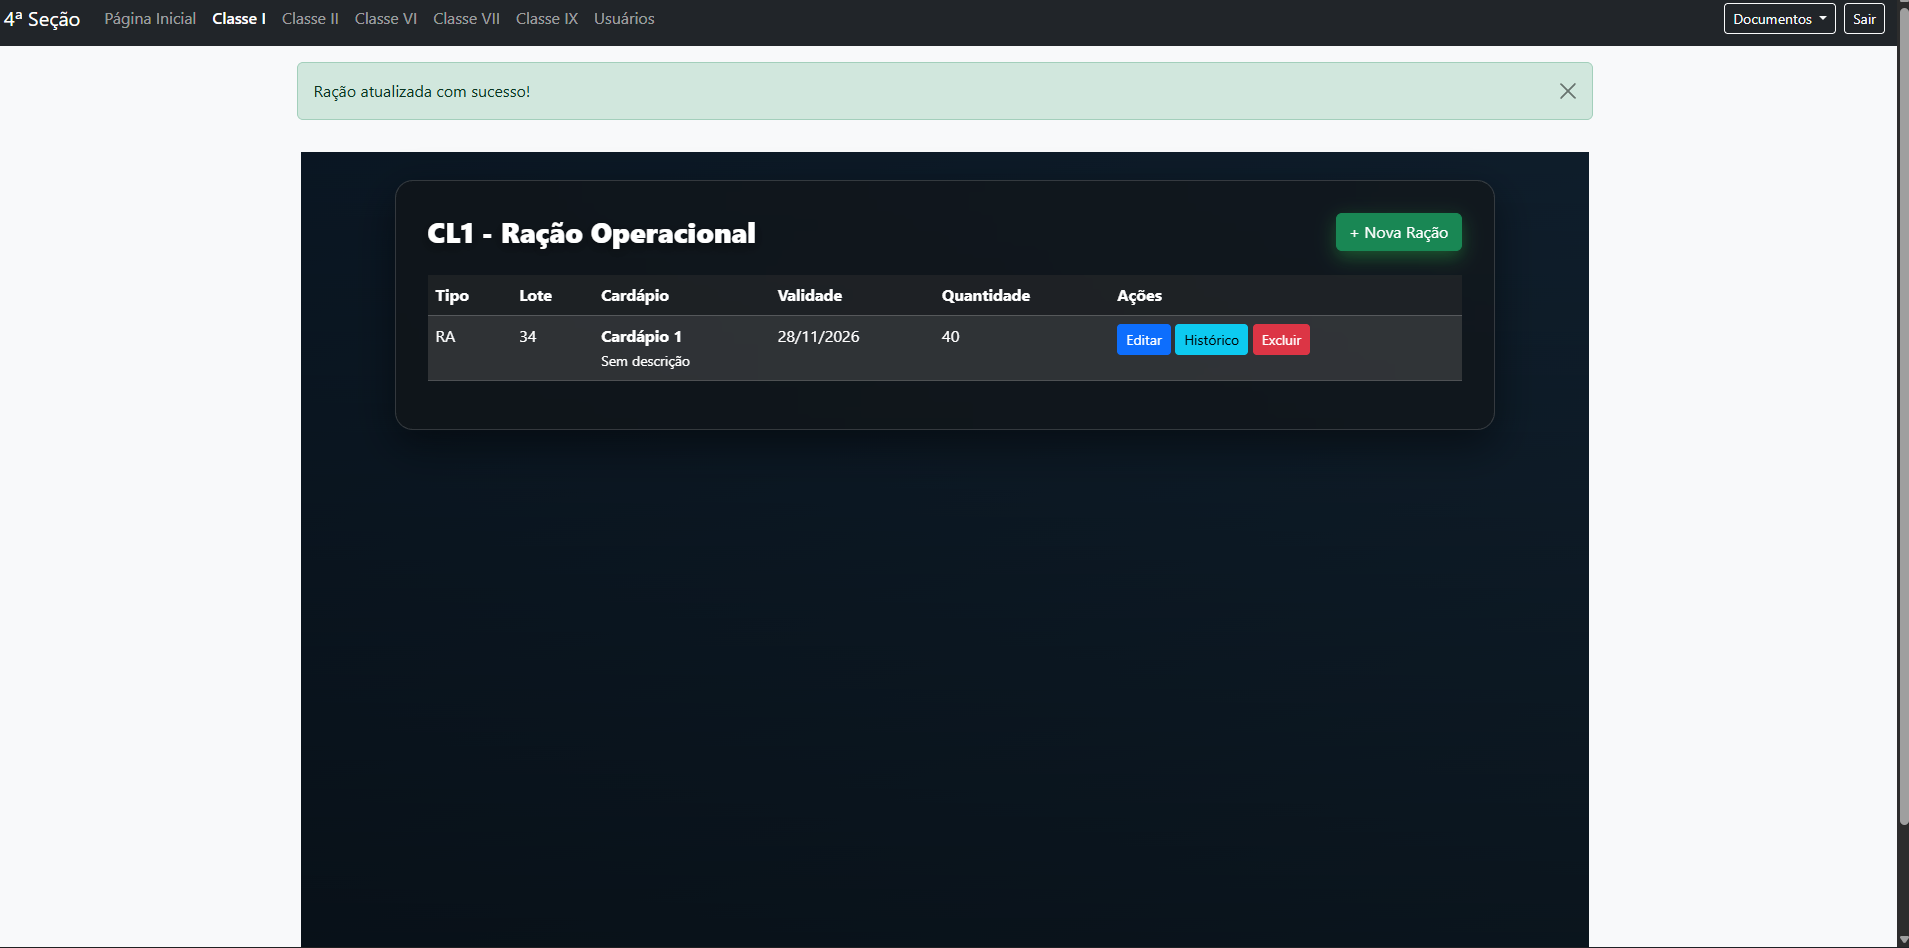 4ª Seção Página Inicial Classe I Classe II Classe VI Classe VII Classe IX Usuários Documentos Sair
Ração atualizada com sucesso!
CL1 - Ração Operacional + Nova Ração
Tipo Lote Cardápio Validade Quantidade Ações
RA 34 Cardápio 1 28/11/2026 40 Editar Histórico Excluir
Sem descrição